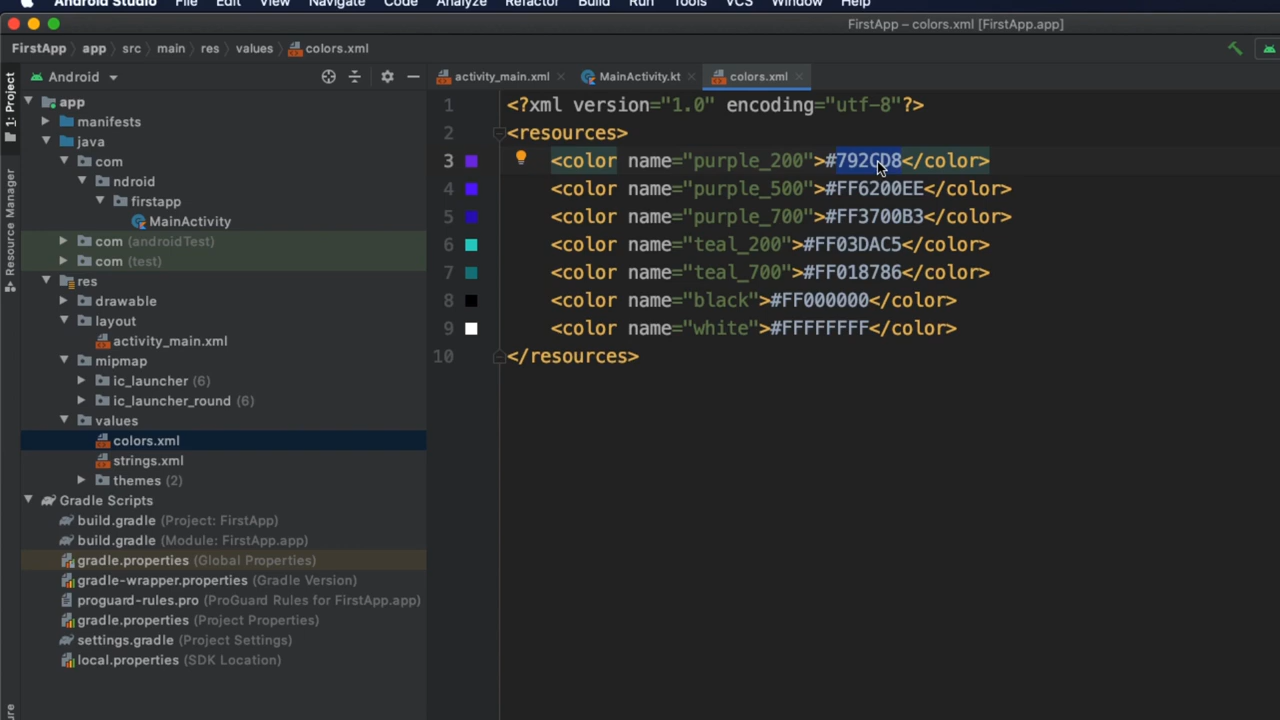 Android Studio File Edit View Navigate Code Analyze Refactor Build Run Tools VCS Window Help
FirstApp – colors.xml [FirstApp.app]
FirstApp app src main res values colors.xml
1: Project
Resource Manager
Android
activity_main.xml MainActivity.kt colors.xml
app
manifests
java
com
ndroid
firstapp
MainActivity
com (androidTest)
com (test)
res
drawable
layout
activity_main.xml
mipmap
ic_launcher (6)
ic_launcher_round (6)
values
colors.xml
strings.xml
themes (2)
Gradle Scripts
build.gradle (Project: FirstApp)
build.gradle (Module: FirstApp.app)
gradle.properties (Global Properties)
gradle-wrapper.properties (Gradle Version)
proguard-rules.pro (ProGuard Rules for FirstApp.app)
gradle.properties (Project Properties)
settings.gradle (Project Settings)
local.properties (SDK Location)
1 <?xml version="1.0" encoding="utf-8"?>
2 <resources>
3 <color name="purple_200">#792CD8</color>
4 <color name="purple_500">#FF6200EE</color>
5 <color name="purple_700">#FF3700B3</color>
6 <color name="teal_200">#FF03DAC5</color>
7 <color name="teal_700">#FF018786</color>
8 <color name="black">#FF000000</color>
9 <color name="white">#FFFFFFFF</color>
10 </resources>